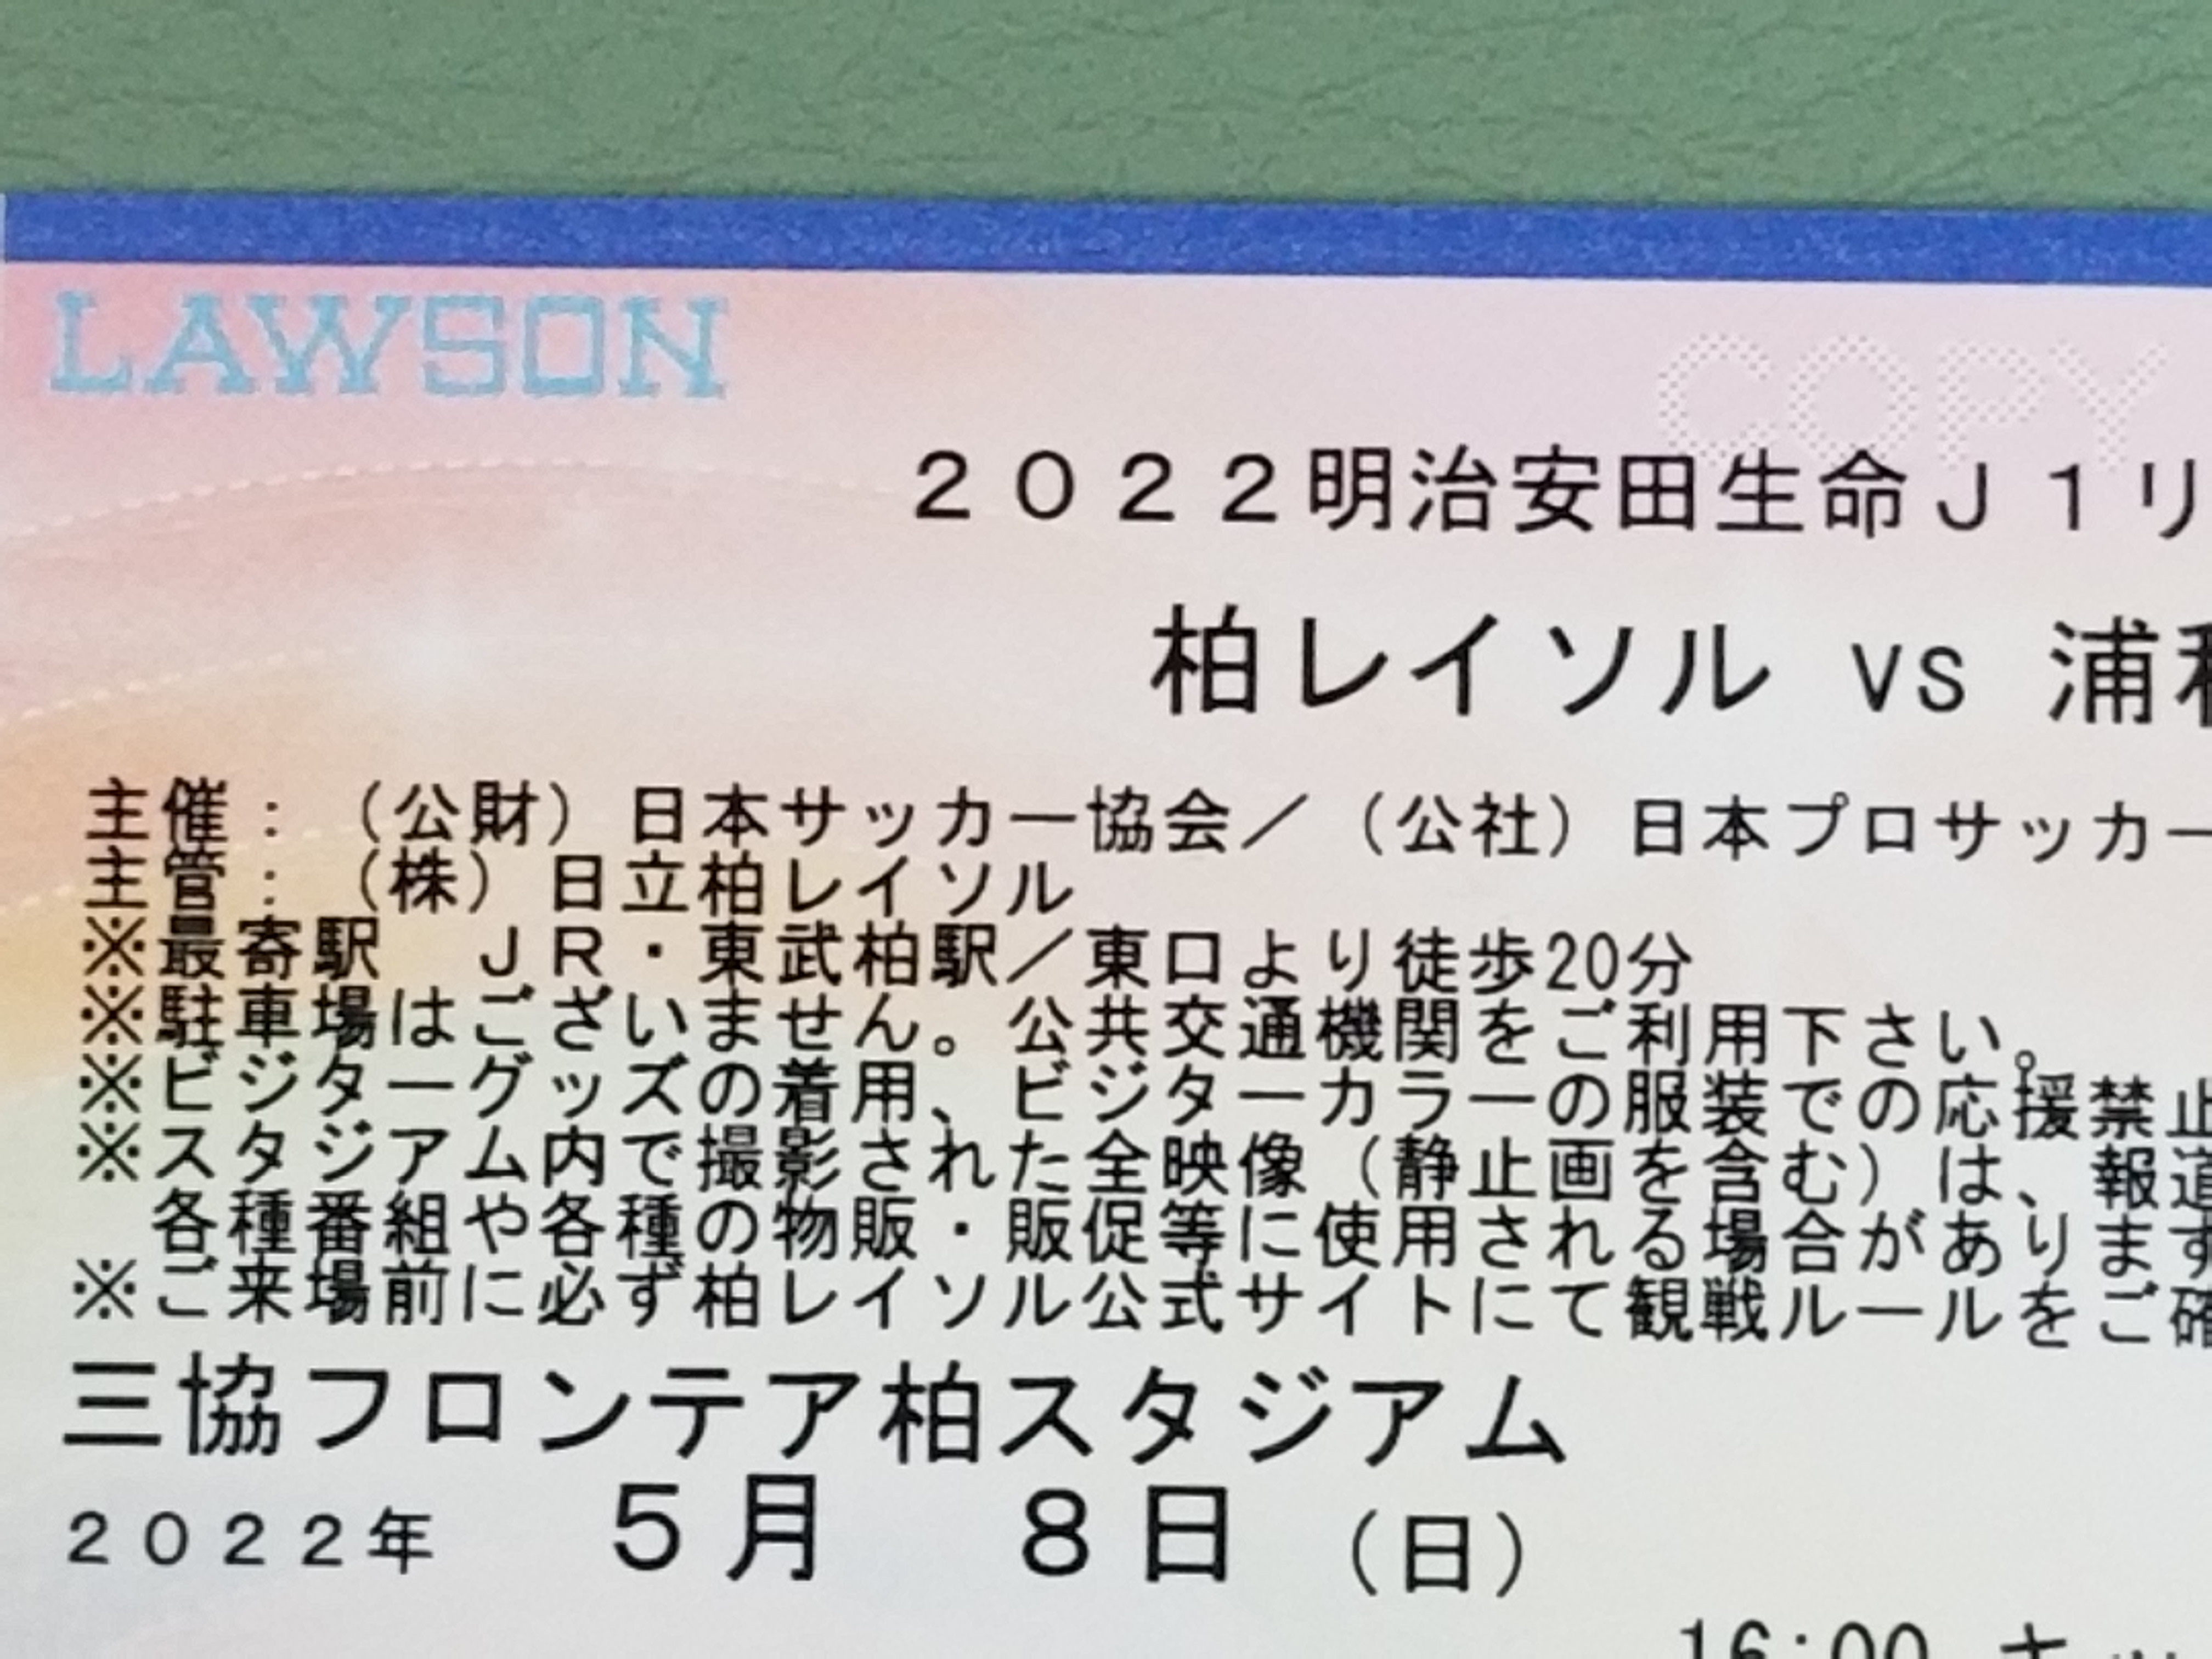 LAWSON
COPY
２０２２明治安田生命Ｊ１リ
柏レイソル vs 浦和
主催：（公財）日本サッカー協会／（公社）日本プロサッカー
主管：（株）日立柏レイソル
※最寄駅　ＪＲ・東武柏駅／東口より徒歩20分
※駐車場はございません。公共交通機関をご利用下さい。
※ビジターグッズの着用、ビジターカラーの服装での応援禁止
※スタジアム内で撮影された全映像（静止画を含む）は、報道
各種番組や各種の物販・販促等に使用される場合があります
※ご来場前に必ず柏レイソル公式サイトにて観戦ルールをご確
三協フロンテア柏スタジアム
２０２２年　５月　８日（日）
16:00 キッ